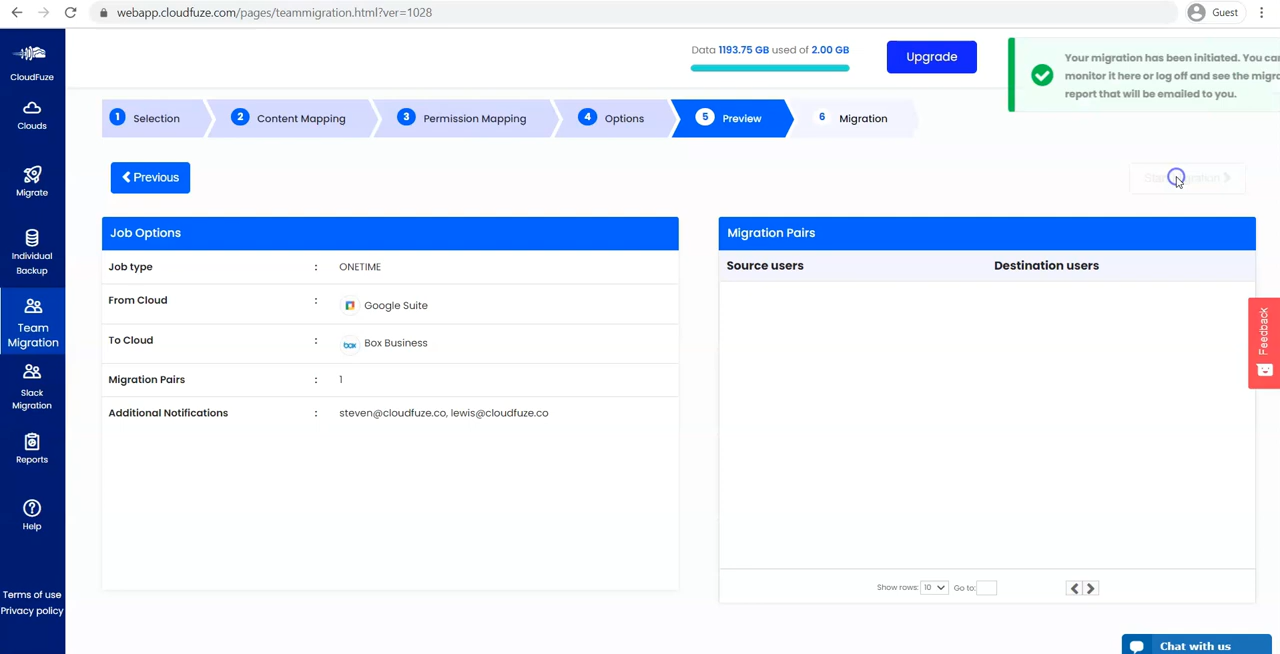 webapp.cloudfuze.com/pages/teammigration.html?ver=1028
Guest
CloudFuze
Clouds
Migrate
Individual
Backup
Team
Migration
Slack
Migration
Reports
Help
Terms of use
Privacy policy
Data 1193.75 GB used of 2.00 GB
Upgrade
Your migration has been initiated. You can
monitor it here or log off and see the migra
report that will be emailed to you.
1 Selection
2 Content Mapping
3 Permission Mapping
4 Options
5 Preview
6 Migration
Previous
Job Options
Job type : ONETIME
From Cloud : Google Suite
To Cloud : box Box Business
Migration Pairs : 1
Additional Notifications : steven@cloudfuze.co, lewis@cloudfuze.co
Migration Pairs
Source users Destination users
Show rows: 10 Go to:
Feedback
Chat with us